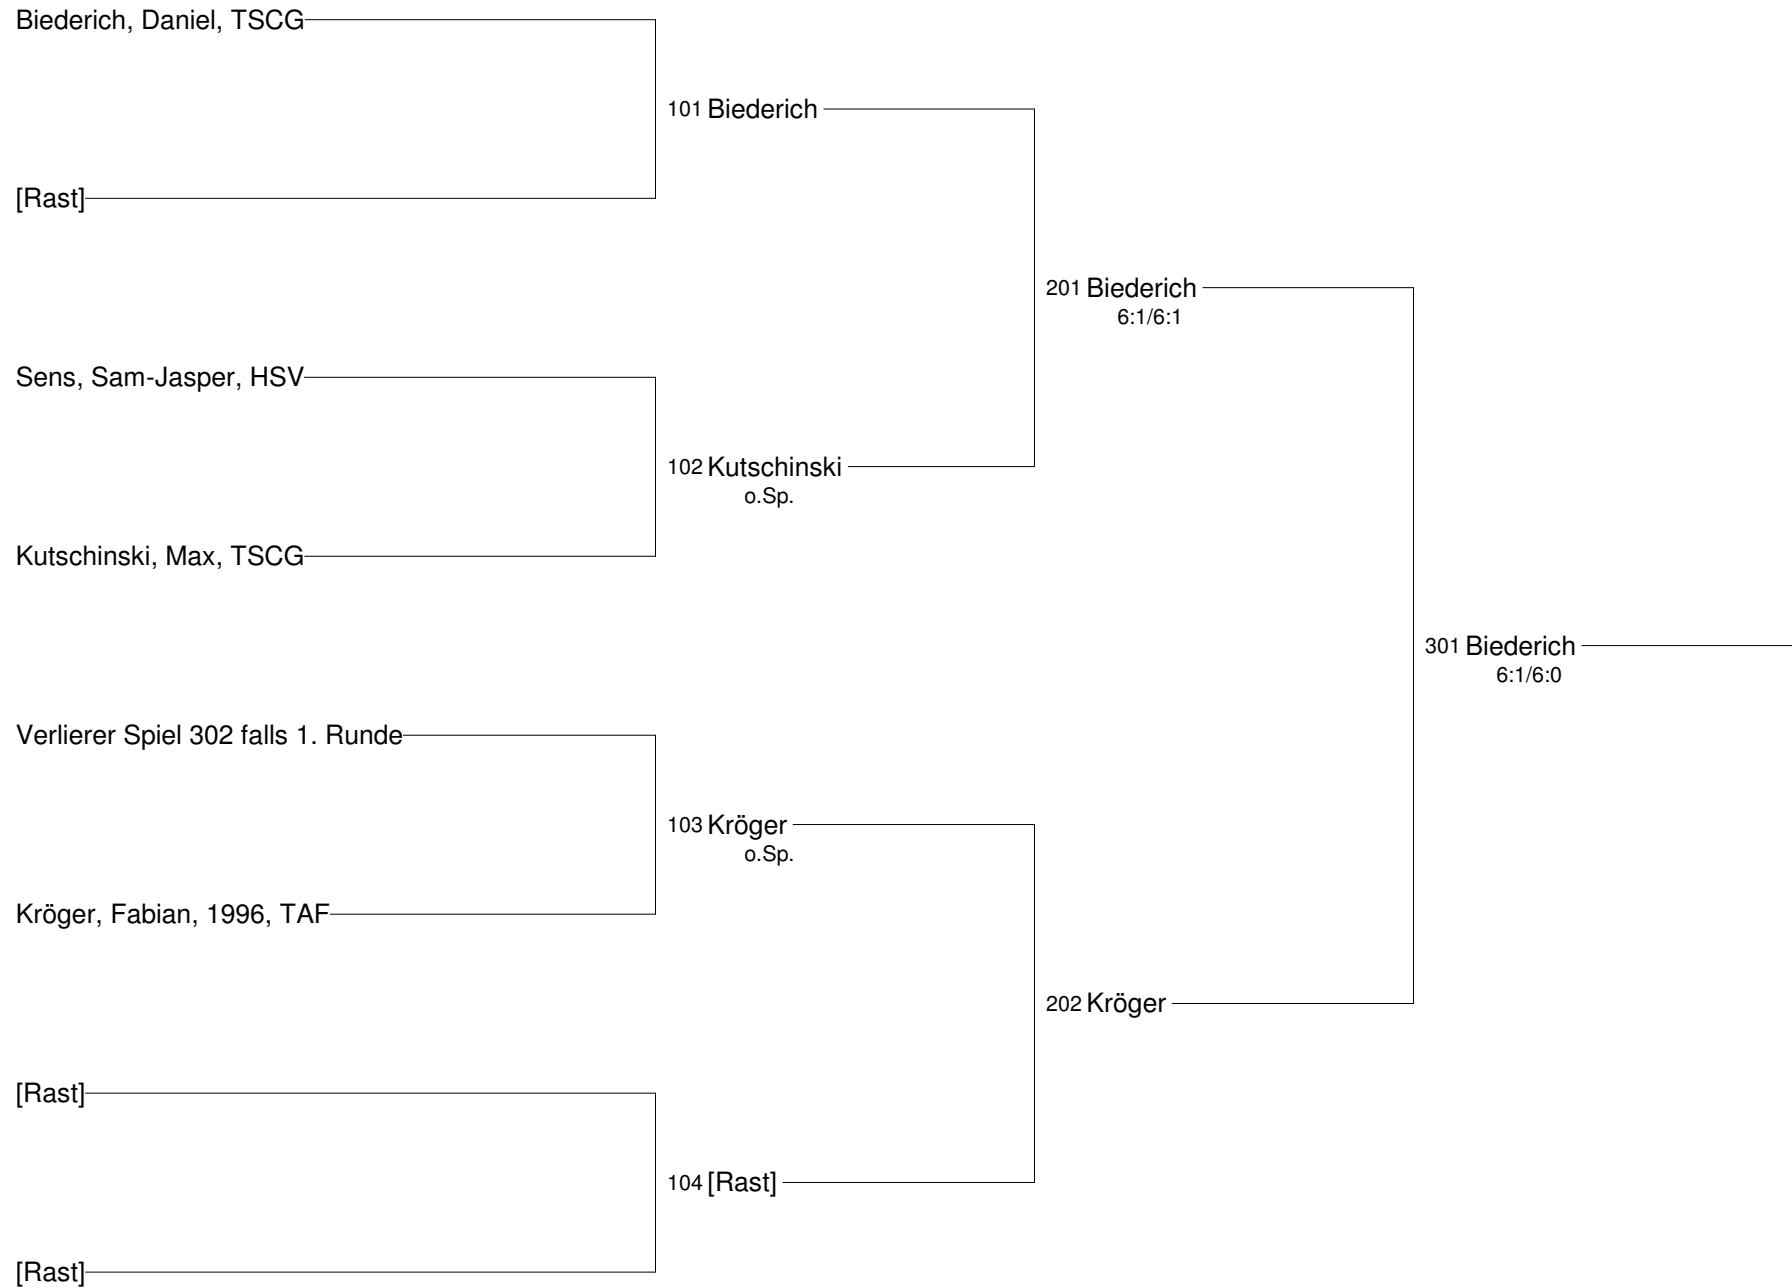 Biederich, Daniel, TSCG
101 Biederich
[Rast]
201 Biederich
6:1/6:1
Sens, Sam-Jasper, HSV
102 Kutschinski
o.Sp.
Kutschinski, Max, TSCG
301 Biederich
6:1/6:0
Verlierer Spiel 302 falls 1. Runde
103 Kröger
o.Sp.
Kröger, Fabian, 1996, TAF
202 Kröger
[Rast]
104 [Rast]
[Rast]